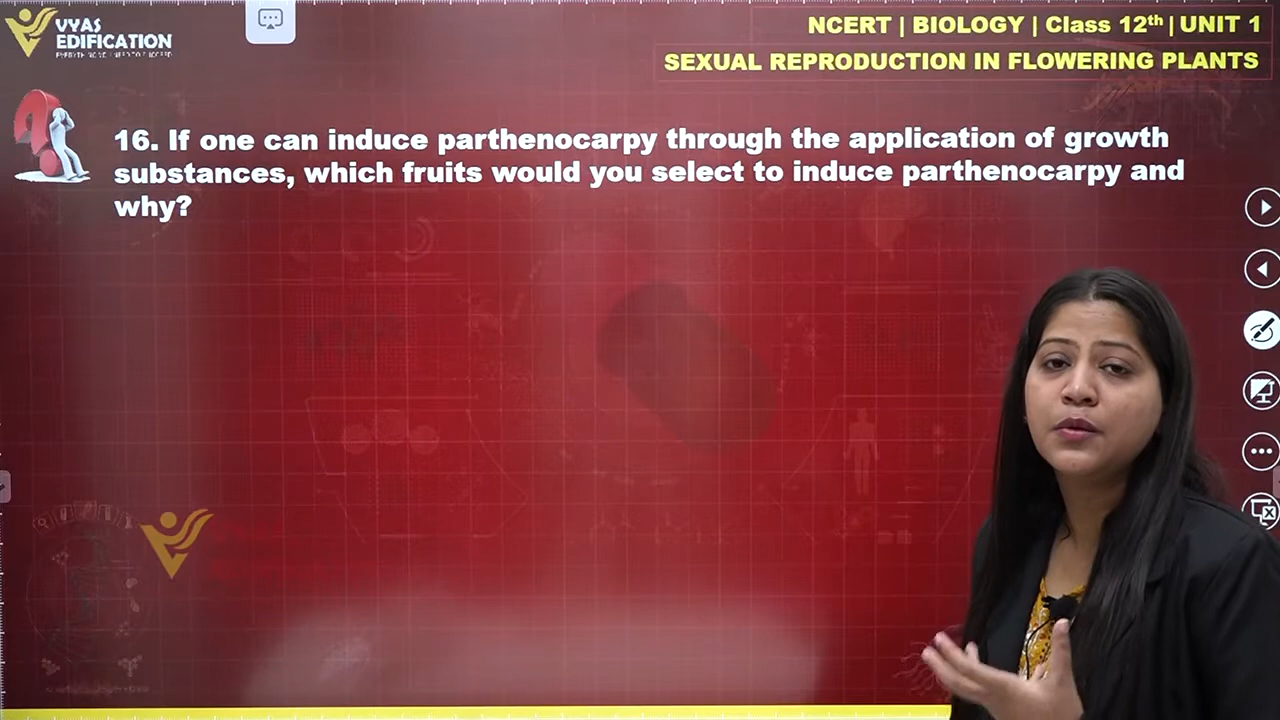 VYAS
EDIFICATION
NCERT | BIOLOGY | Class 12th | UNIT 1
SEXUAL REPRODUCTION IN FLOWERING PLANTS
16. If one can induce parthenocarpy through the application of growth
substances, which fruits would you select to induce parthenocarpy and
why?